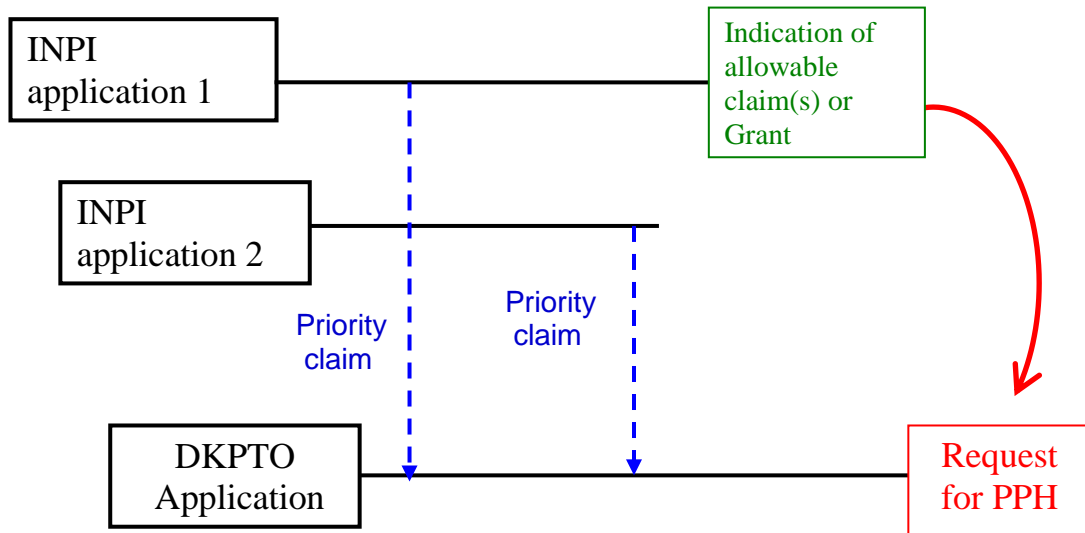 INPI
application 1
Indication of
allowable
claim(s) or
Grant
INPI
application 2
Priority
claim
Priority
claim
DKPTO
Application
Request
for PPH